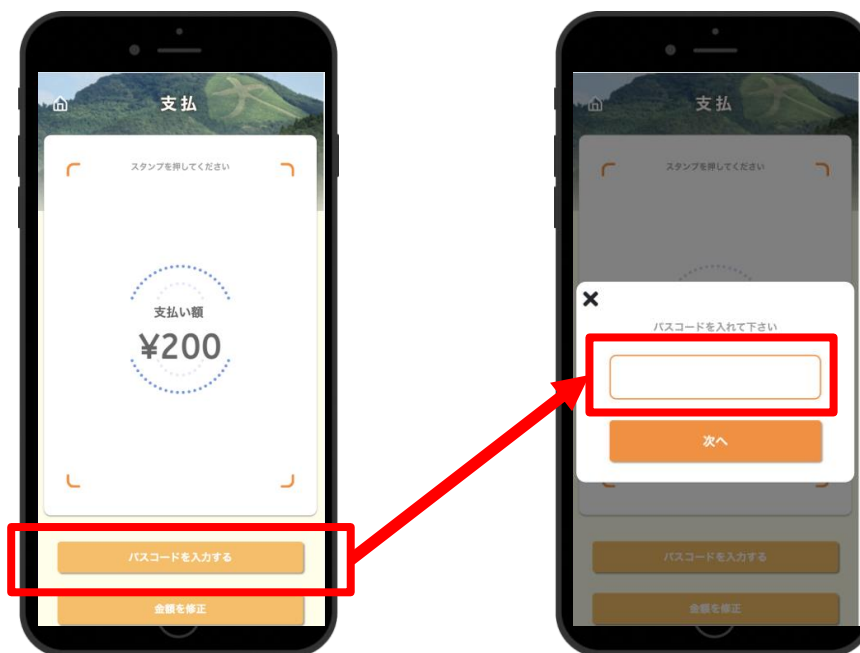 支払
スタンプを押してください
支払い額
¥200
パスコードを入力する
金額を修正
支払
スタンプを押してください
パスコードを入れて下さい
次へ
パスコードを入力する
金額を修正